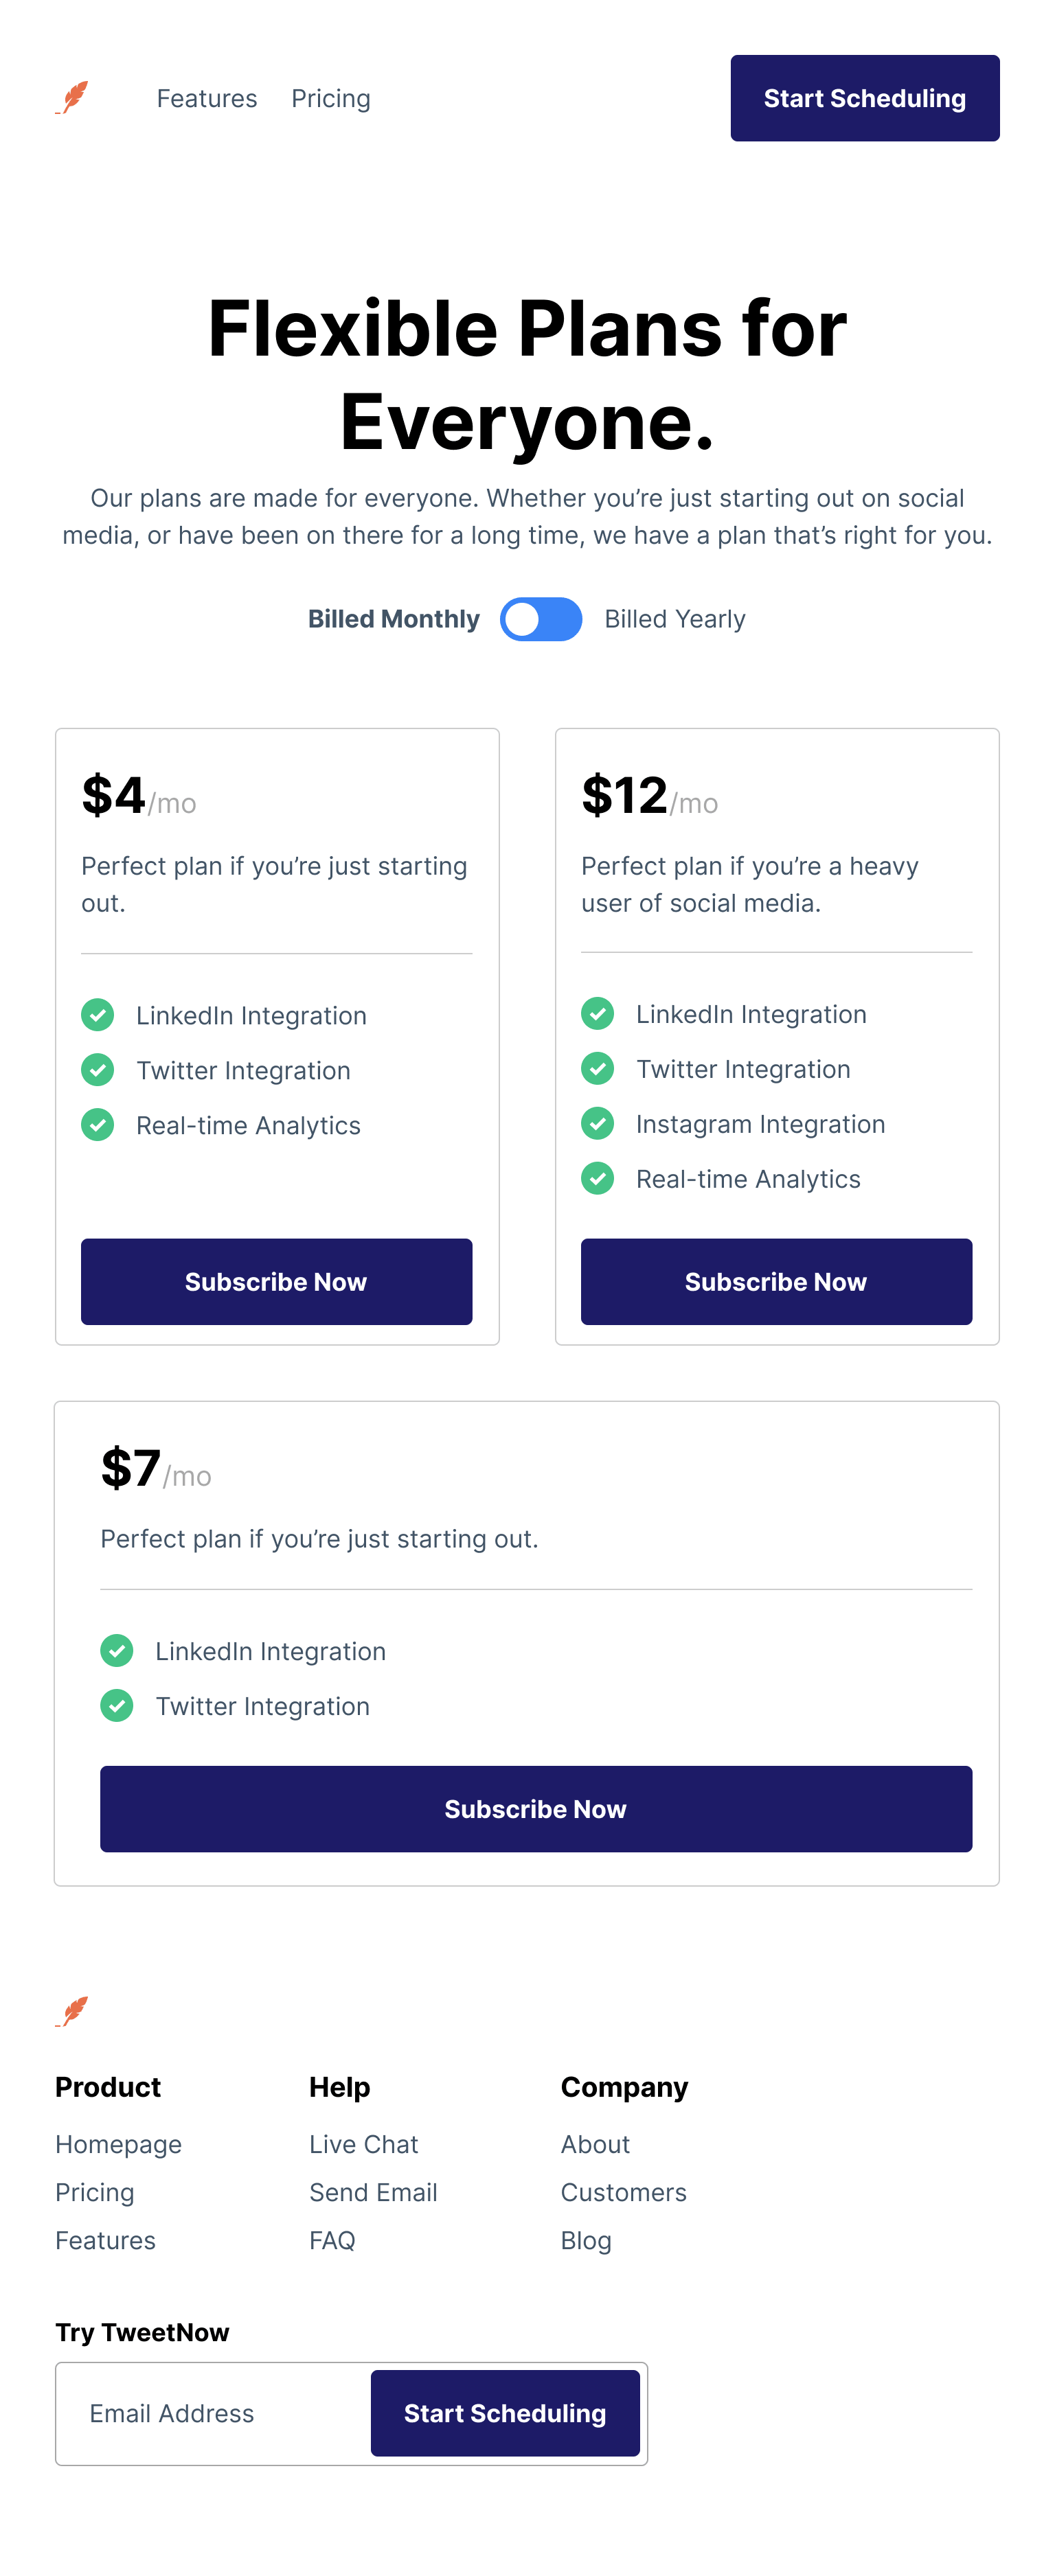 Features Pricing Start Scheduling
Flexible Plans for
Everyone.
Our plans are made for everyone. Whether you’re just starting out on social
media, or have been on there for a long time, we have a plan that’s right for you.
Billed Monthly Billed Yearly
$4/mo
Perfect plan if you’re just starting
out.
LinkedIn Integration
Twitter Integration
Real-time Analytics
Subscribe Now
$12/mo
Perfect plan if you’re a heavy
user of social media.
LinkedIn Integration
Twitter Integration
Instagram Integration
Real-time Analytics
Subscribe Now
$7/mo
Perfect plan if you’re just starting out.
LinkedIn Integration
Twitter Integration
Subscribe Now
Product
Homepage
Pricing
Features
Help
Live Chat
Send Email
FAQ
Company
About
Customers
Blog
Try TweetNow
Email Address Start Scheduling